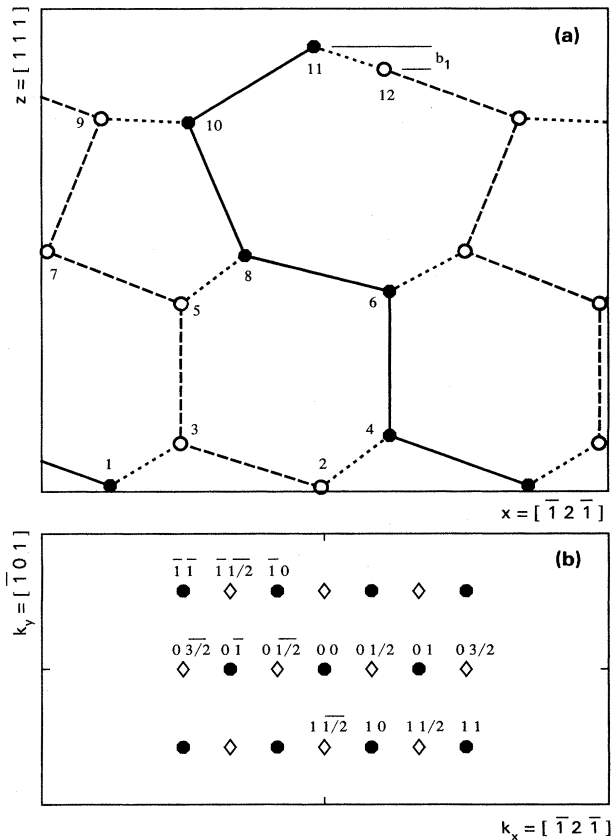 (a)
z = [ 1 1 1 ]
11
b₁
12
9
10
7
8
5
6
3
4
1
2
x = [ 1̅ 2 1̅ ]
(b)
k_y = [ 1̅ 0 1 ]
1̅ 1̅ 1̅ 1̅/̅2̅ 1̅ 0
0 3̅/̅2̅ 0 1̅ 0 1̅/̅2̅ 0 0 0 1/2 0 1 0 3/2
1 1̅/̅2̅ 1 0 1 1/2 1 1
k_x = [ 1̅ 2 1̅ ]